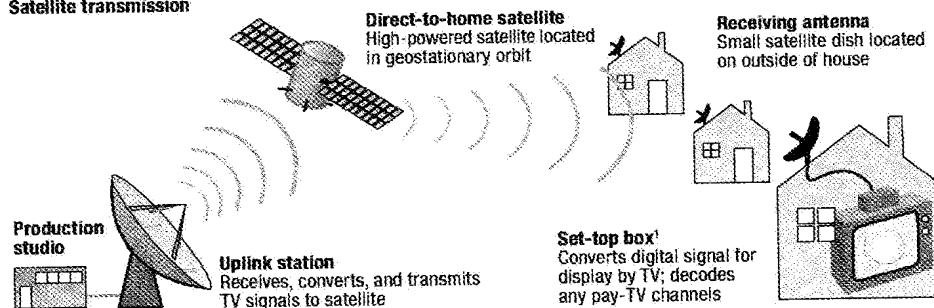 Satellite transmission
Direct-to-home satellite
High-powered satellite located
in geostationary orbit
Receiving antenna
Small satellite dish located
on outside of house
Production
studio
Uplink station
Receives, converts, and transmits
TV signals to satellite
Set-top box¹
Converts digital signal for
display by TV; decodes
any pay-TV channels